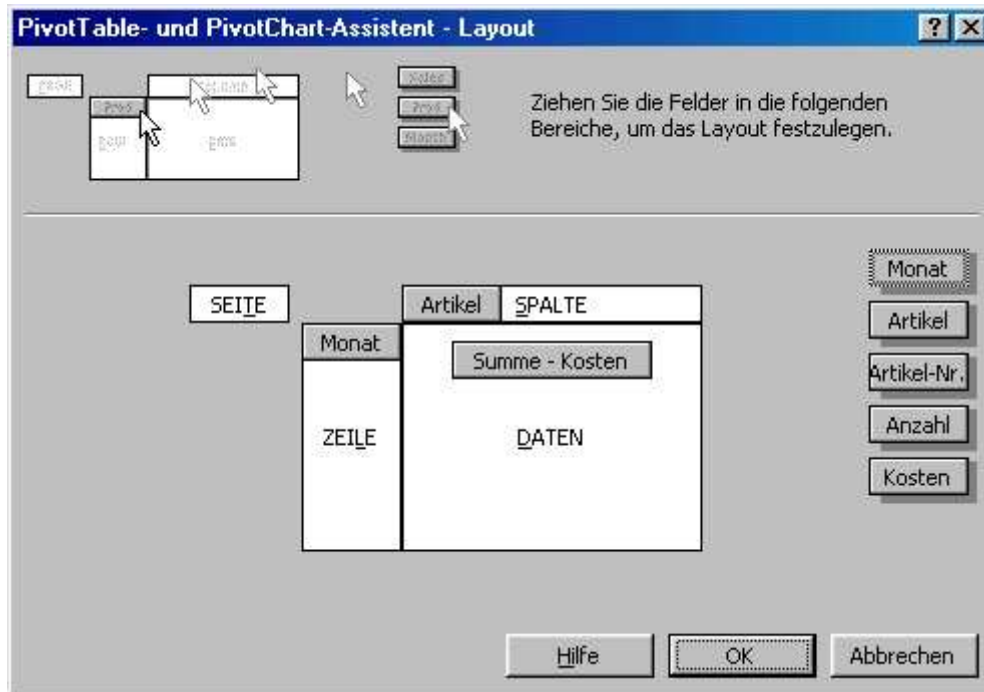 PivotTable- und PivotChart-Assistent - Layout
Ziehen Sie die Felder in die folgenden
Bereiche, um das Layout festzulegen.
Monat
SEITE
Artikel
SPALTE
Artikel
Monat
Summe - Kosten
Artikel-Nr.
ZEILE
DATEN
Anzahl
Kosten
Hilfe
OK
Abbrechen